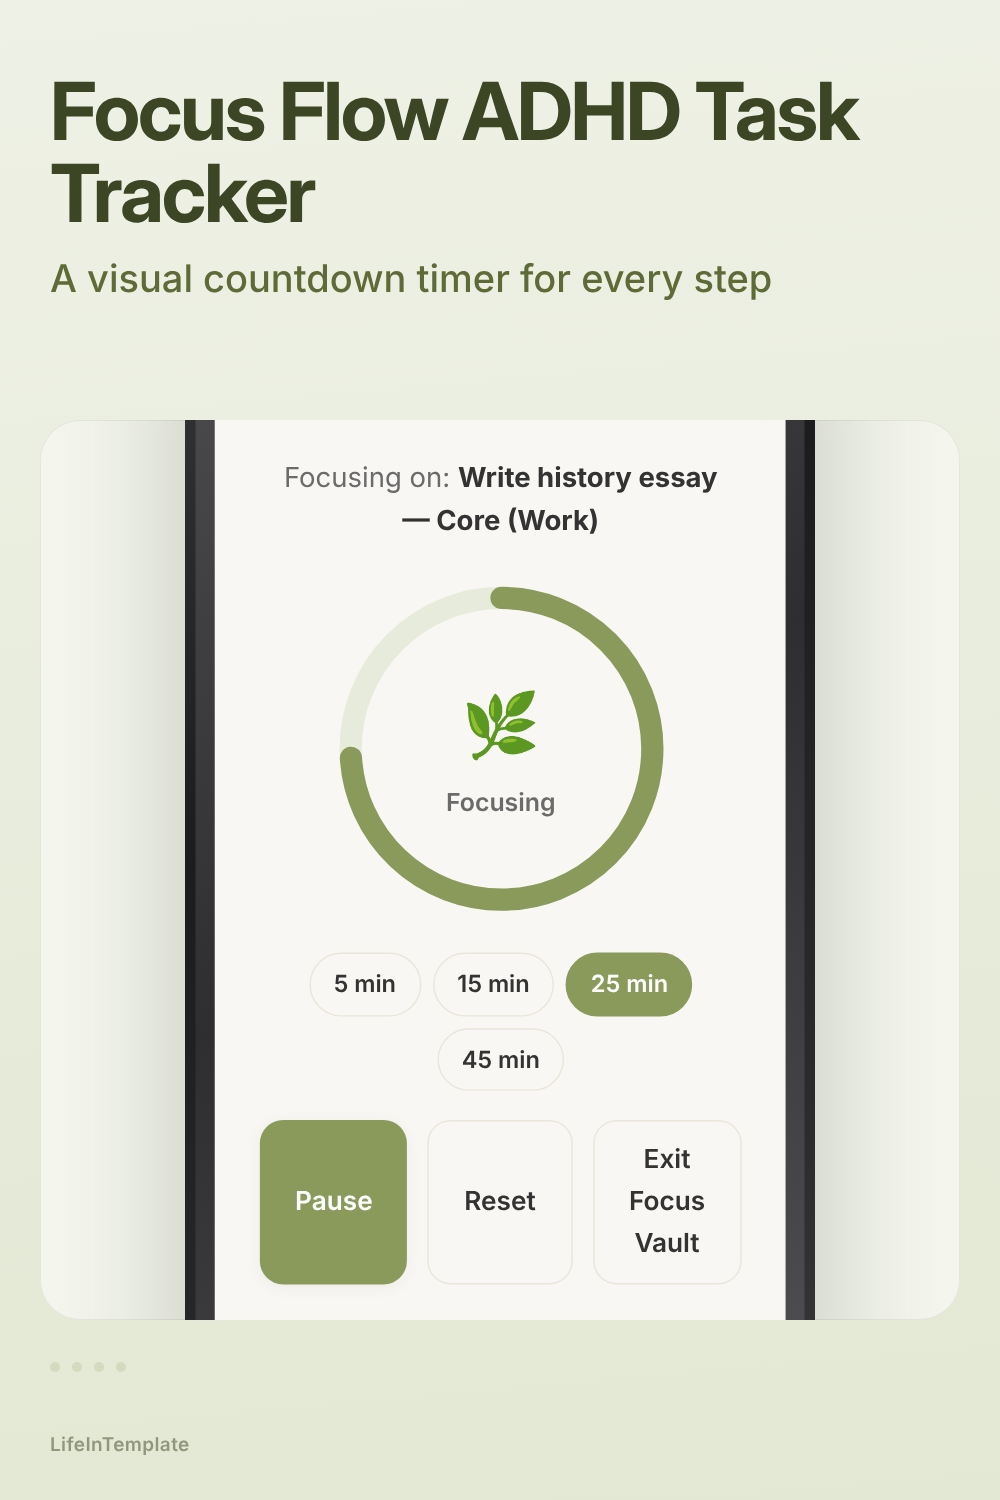 Focus Flow ADHD Task
Tracker
A visual countdown timer for every step
Focusing on: Write history essay
— Core (Work)
Focusing
5 min
15 min
25 min
45 min
Pause
Reset
Exit
Focus
Vault
LifeInTemplate